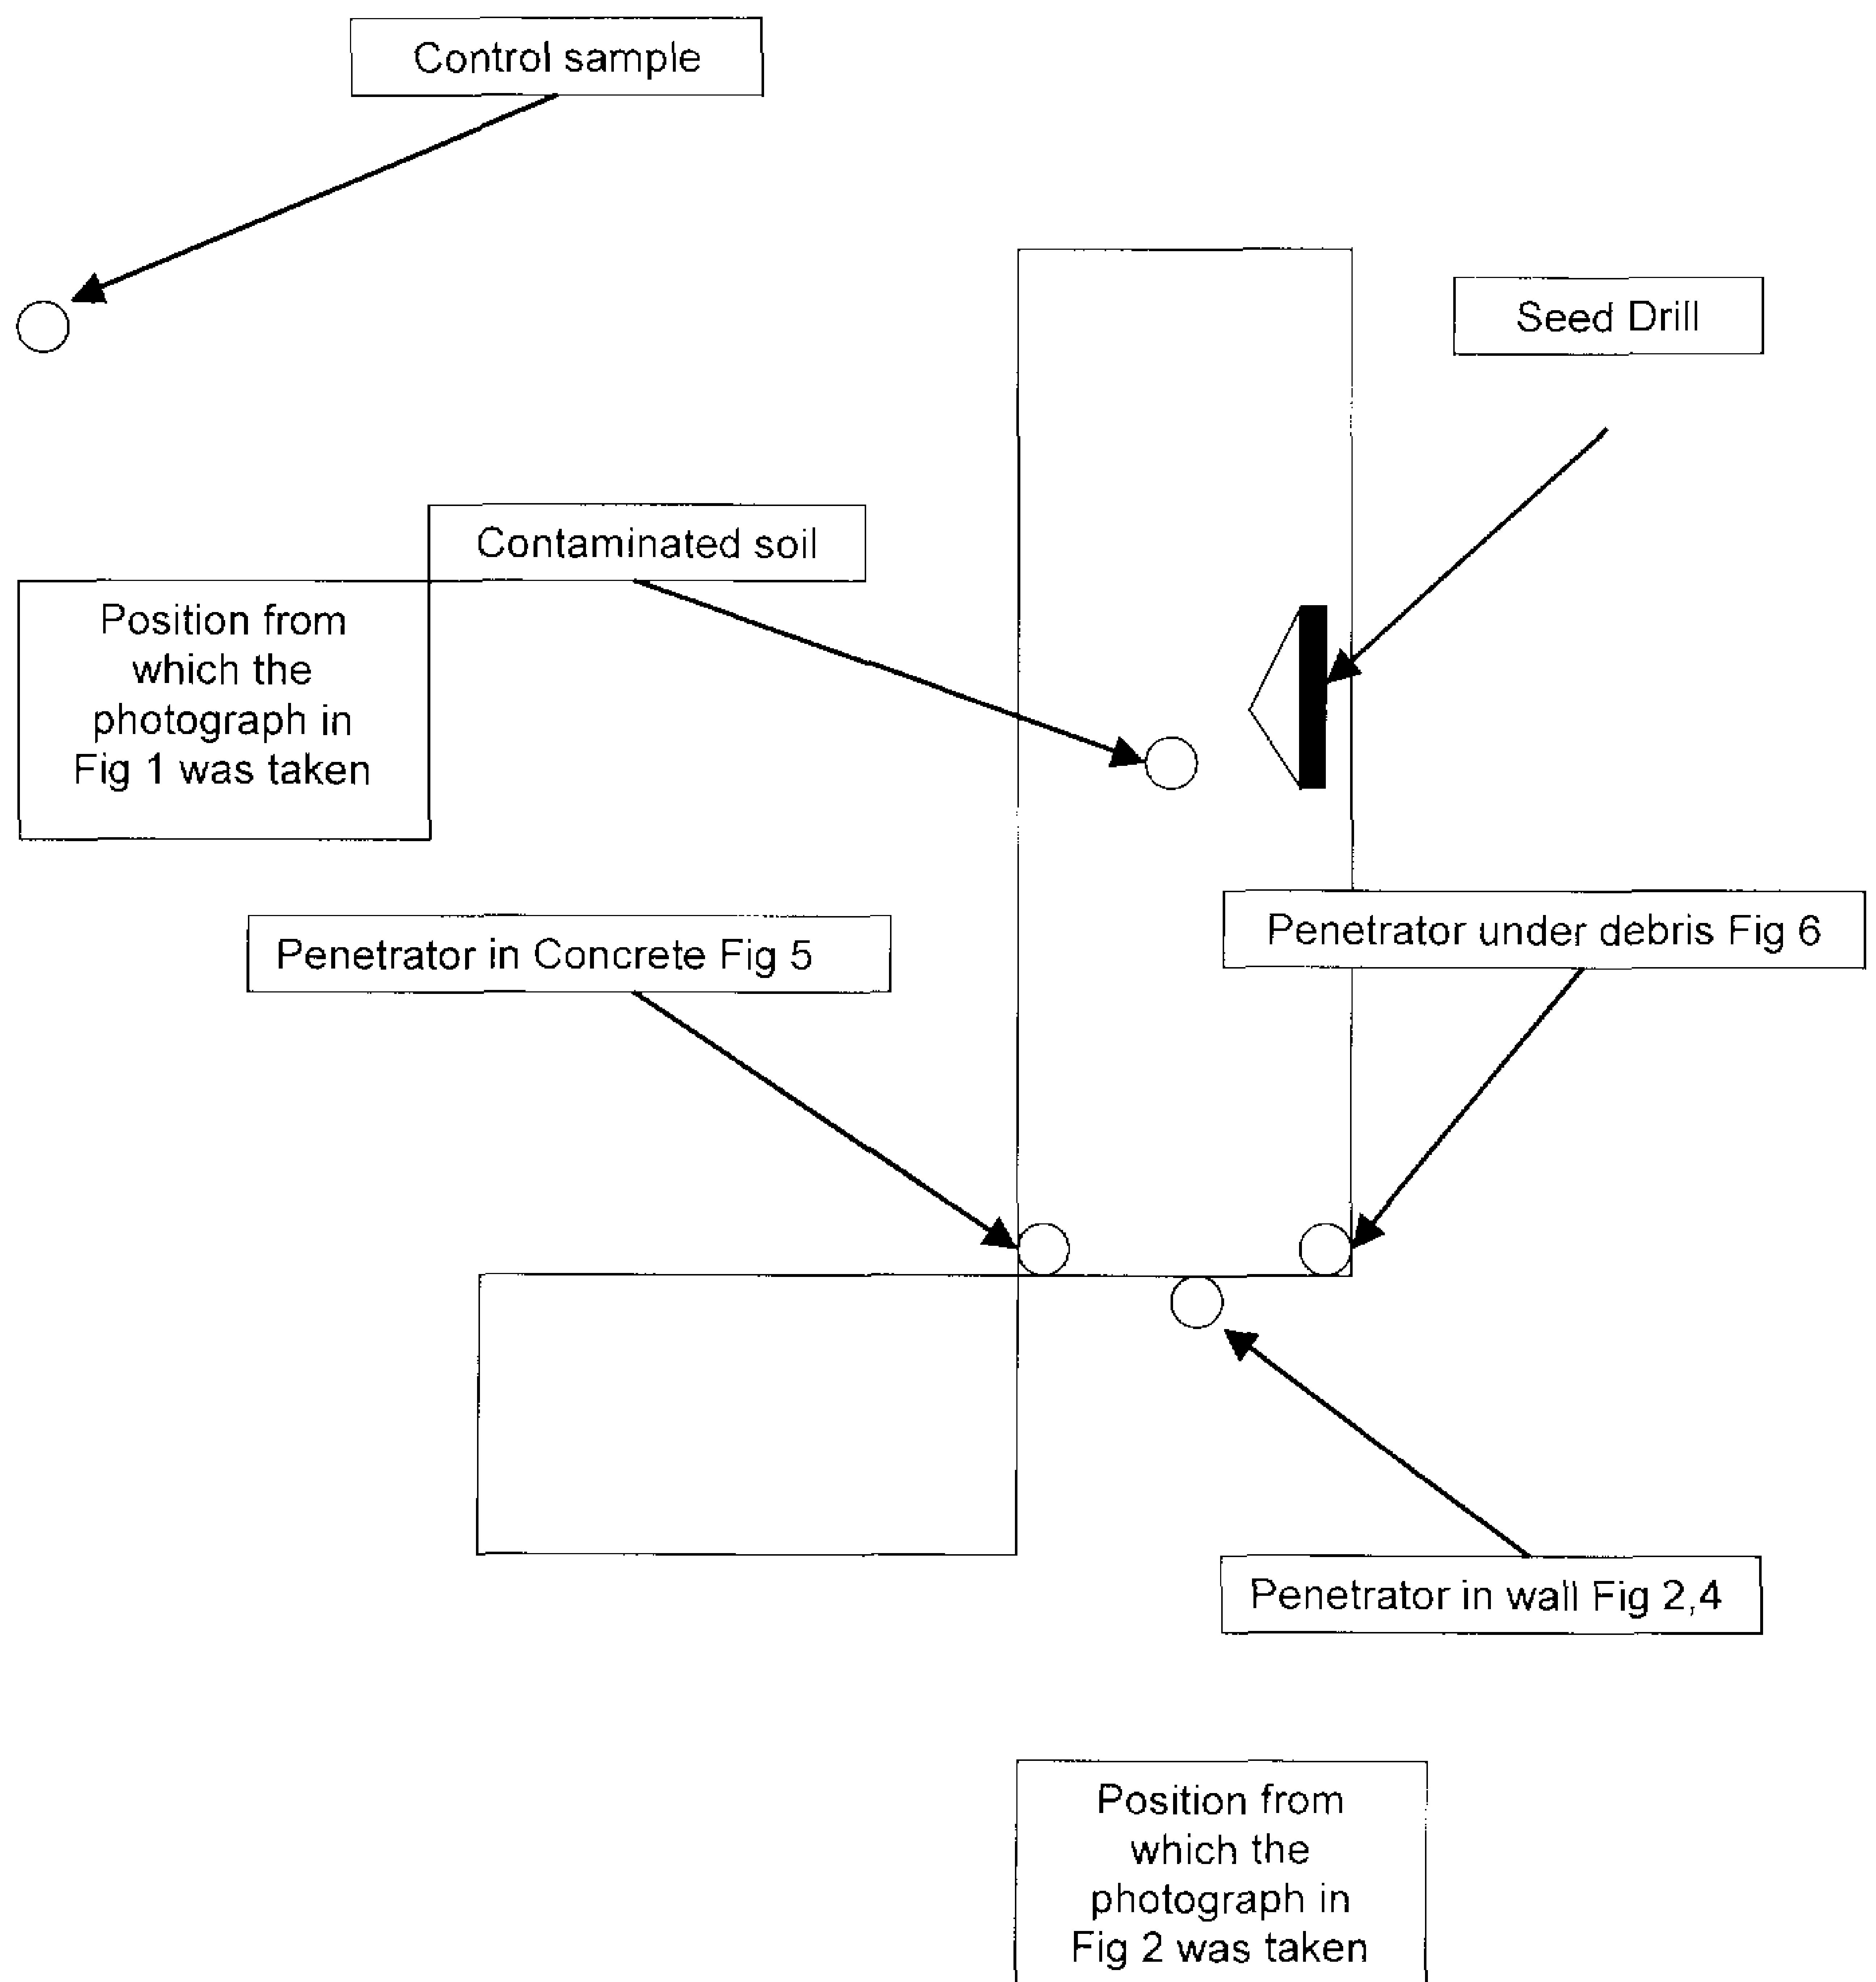 Control sample
Seed Drill
Contaminated soil
Position from
which the
photograph in
Fig 1 was taken
Penetrator under debris Fig 6
Penetrator in Concrete Fig 5
Penetrator in wall Fig 2,4
Position from
which the
photograph in
Fig 2 was taken